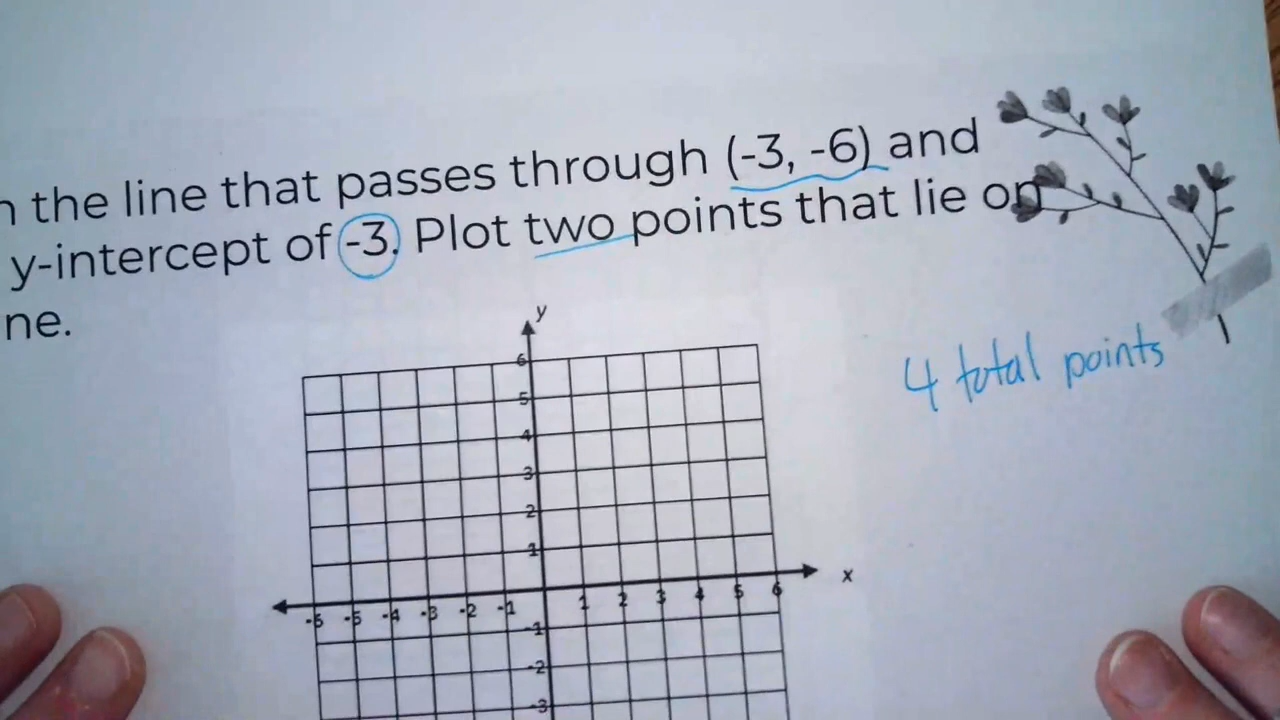 the line that passes through (-3, -6) and
y-intercept of -3. Plot two points that lie on
ne.
4 total points
y
6
5
4
3
2
1
x
-6 -5 -4 -3 -2 -1 1 2 3 4 5 6
-1
-2
-3